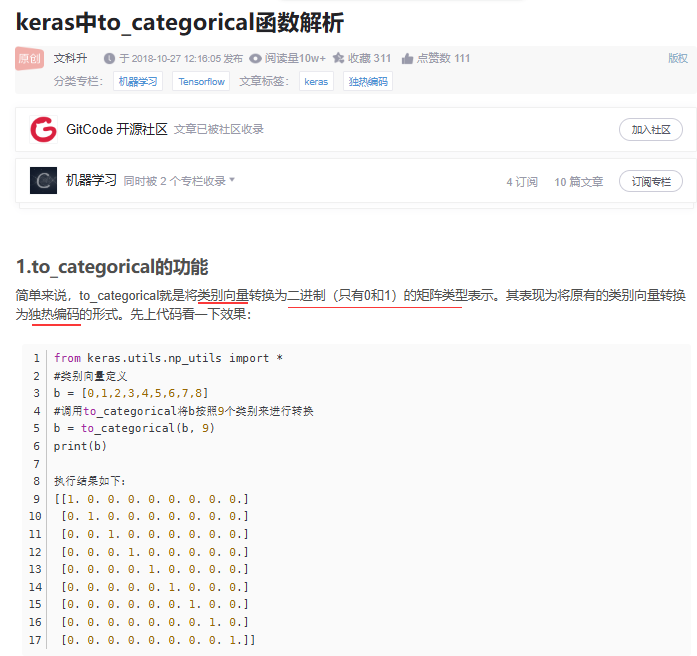 keras中to_categorical函数解析
原创 文科升 于 2018-10-27 12:16:05 发布 阅读量10w+ 收藏 311 点赞数 111 版权
分类专栏： 机器学习 Tensorflow 文章标签： keras 独热编码
GitCode 开源社区 文章已被社区收录 加入社区
机器学习 同时被 2 个专栏收录 4 订阅 10 篇文章 订阅专栏
1.to_categorical的功能
简单来说，to_categorical就是将类别向量转换为二进制（只有0和1）的矩阵类型表示。其表现为将原有的类别向量转换
为独热编码的形式。先上代码看一下效果：
1 from keras.utils.np_utils import *
2 #类别向量定义
3 b = [0,1,2,3,4,5,6,7,8]
4 #调用to_categorical将b按照9个类别来进行转换
5 b = to_categorical(b, 9)
6 print(b)
7
8 执行结果如下：
9 [[1. 0. 0. 0. 0. 0. 0. 0. 0.]
10 [0. 1. 0. 0. 0. 0. 0. 0. 0.]
11 [0. 0. 1. 0. 0. 0. 0. 0. 0.]
12 [0. 0. 0. 1. 0. 0. 0. 0. 0.]
13 [0. 0. 0. 0. 1. 0. 0. 0. 0.]
14 [0. 0. 0. 0. 0. 1. 0. 0. 0.]
15 [0. 0. 0. 0. 0. 0. 1. 0. 0.]
16 [0. 0. 0. 0. 0. 0. 0. 1. 0.]
17 [0. 0. 0. 0. 0. 0. 0. 0. 1.]]